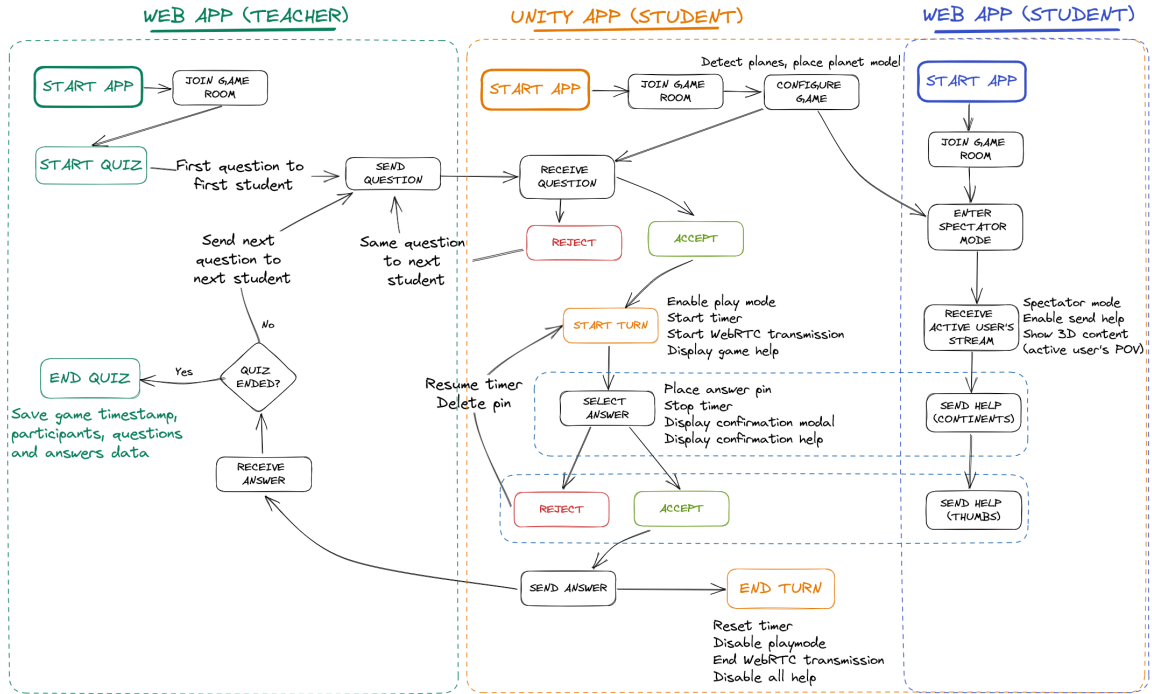 WEB APP (TEACHER)
UNITY APP (STUDENT)
WEB APP (STUDENT)
START APP
JOIN GAME
ROOM
START QUIZ
First question to
first student
SEND
QUESTION
Send next
question to
next student
Same question
to next
student
No
QUIZ
ENDED?
Yes
END QUIZ
Save game timestamp,
participants, questions
and answers data
RECEIVE
ANSWER
START APP
JOIN GAME
ROOM
Detect planes, place planet model
CONFIGURE
GAME
RECEIVE
QUESTION
REJECT
ACCEPT
START TURN
Enable play mode
Start timer
Start WebRTC transmission
Display game help
Resume timer
Delete pin
SELECT
ANSWER
Place answer pin
Stop timer
Display confirmation modal
Display confirmation help
REJECT
ACCEPT
SEND ANSWER
END TURN
Reset timer
Disable playmode
End WebRTC transmission
Disable all help
START APP
JOIN GAME
ROOM
ENTER
SPECTATOR
MODE
RECEIVE
ACTIVE USER'S
STREAM
Spectator mode
Enable send help
Show 3D content
(active user's POV)
SEND HELP
(CONTINENTS)
SEND HELP
(THUMBS)